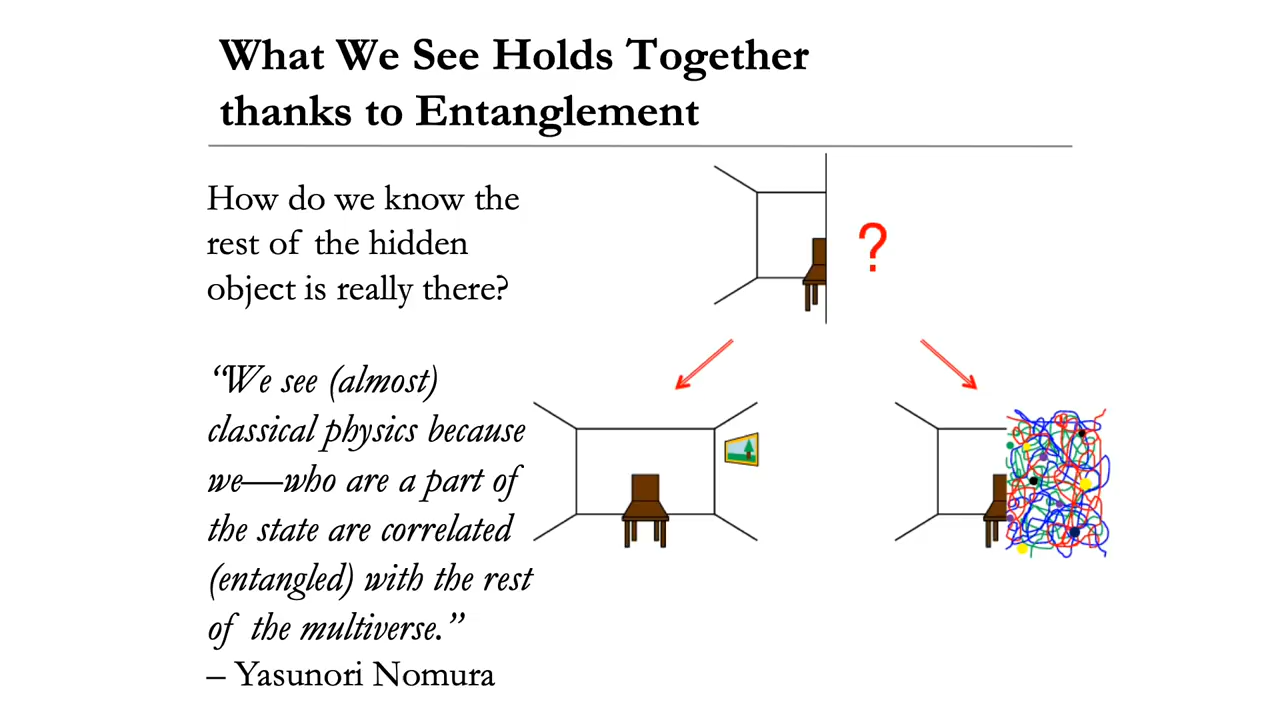 What We See Holds Together
thanks to Entanglement
How do we know the
rest of the hidden
object is really there?
?
“We see (almost)
classical physics because
we—who are a part of
the state are correlated
(entangled) with the rest
of the multiverse.”
– Yasunori Nomura